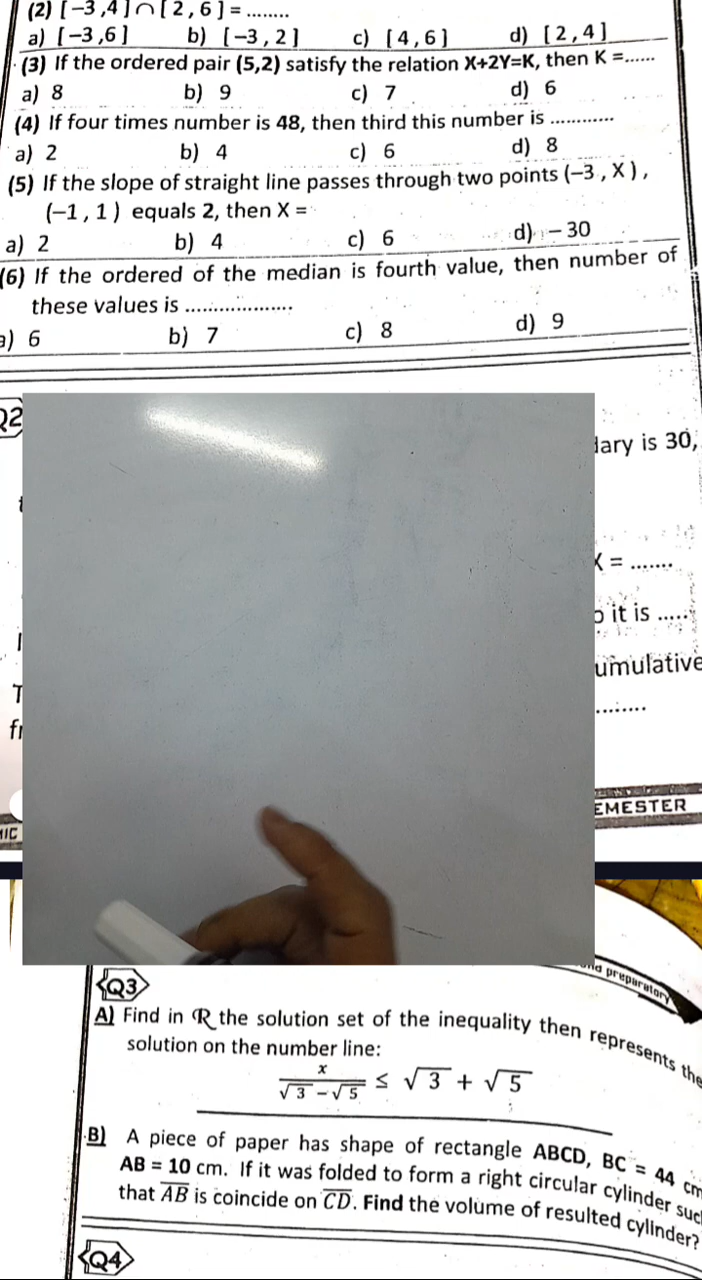 (2) [-3,4]∩[2,6] = ........
a) [-3,6] b) [-3,2] c) [4,6] d) [2,4]
(3) If the ordered pair (5,2) satisfy the relation X+2Y=K, then K =......
a) 8 b) 9 c) 7 d) 6
(4) If four times number is 48, then third this number is ............
a) 2 b) 4 c) 6 d) 8
(5) If the slope of straight line passes through two points (-3, X),
(-1, 1) equals 2, then X =
a) 2 b) 4 c) 6 d) -30
(6) If the ordered of the median is fourth value, then number of
these values is ...................
a) 6 b) 7 c) 8 d) 9
Q2
is 30,
X = .......
it is .....
........
EMESTER
preparatory
Q3
A) Find in ℝ the solution set of the inequality then represents the
solution on the number line:
x/(√3 - √5) ≤ √3 + √5
B) A piece of paper has shape of rectangle ABCD, BC = 44 cm
AB = 10 cm. If it was folded to form a right circular cylinder suc
that A̅B̅ is coincide on C̅D̅. Find the volume of resulted cylinder?
Q4